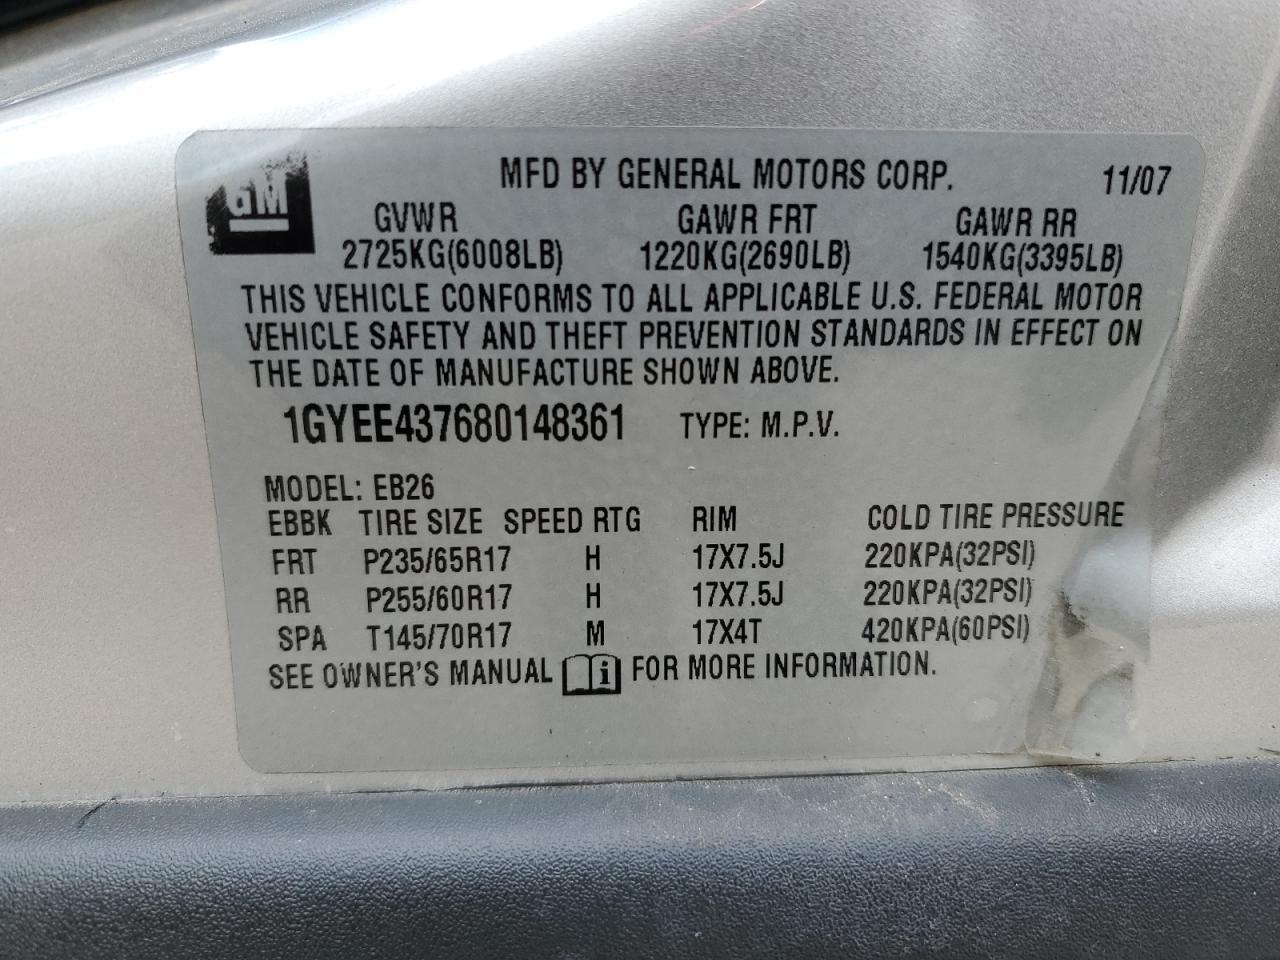 GM
MFD BY GENERAL MOTORS CORP. 11/07
GVWR GAWR FRT GAWR RR
2725KG(6008LB) 1220KG(2690LB) 1540KG(3395LB)
THIS VEHICLE CONFORMS TO ALL APPLICABLE U.S. FEDERAL MOTOR
VEHICLE SAFETY AND THEFT PREVENTION STANDARDS IN EFFECT ON
THE DATE OF MANUFACTURE SHOWN ABOVE.
1GYEE437680148361 TYPE: M.P.V.
MODEL: EB26
EBBK TIRE SIZE SPEED RTG RIM COLD TIRE PRESSURE
FRT P235/65R17 H 17X7.5J 220KPA(32PSI)
RR P255/60R17 H 17X7.5J 220KPA(32PSI)
SPA T145/70R17 M 17X4T 420KPA(60PSI)
SEE OWNER'S MANUAL i FOR MORE INFORMATION.